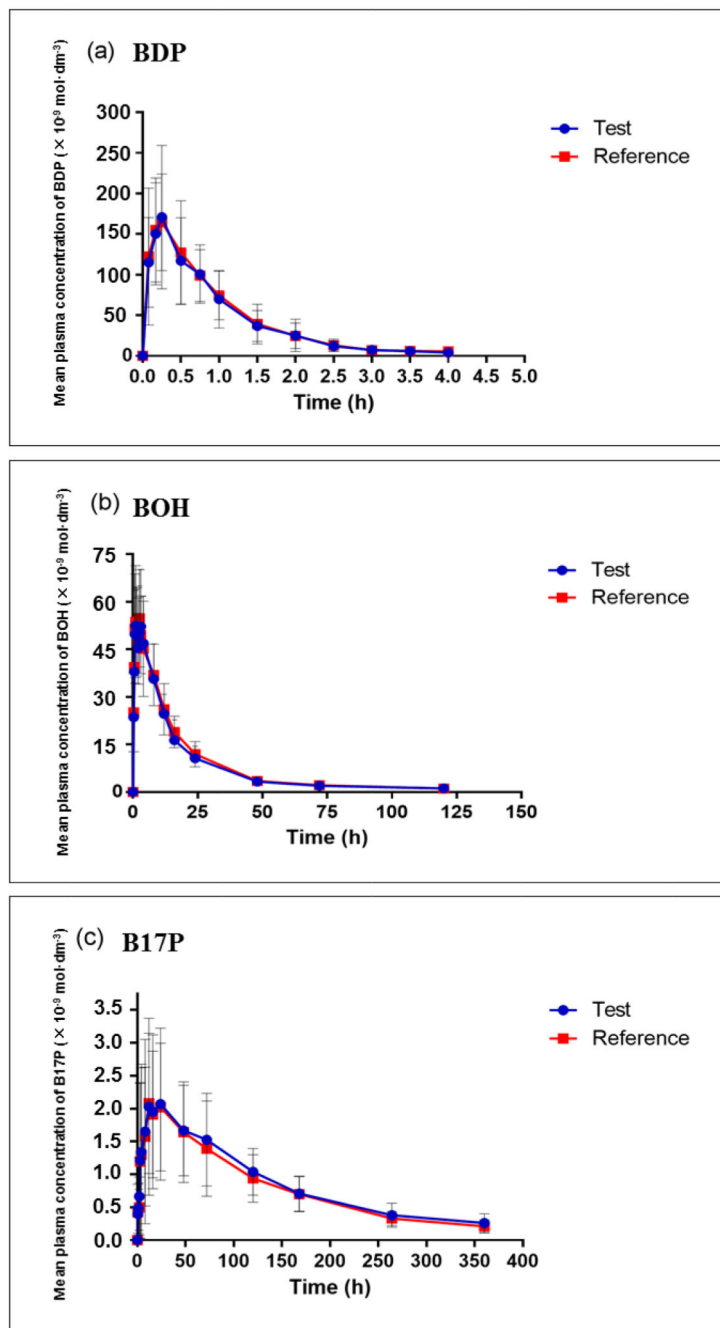 (a) BDP
Mean plasma concentration of BDP (× 10⁻⁹ mol·dm⁻³)
300
250
200
150
100
50
0
0.0 0.5 1.0 1.5 2.0 2.5 3.0 3.5 4.0 4.5 5.0
Time (h)
Test
Reference
(b) BOH
Mean plasma concentration of BOH (× 10⁻⁹ mol·dm⁻³)
75
60
45
30
15
0
0 25 50 75 100 125 150
Time (h)
Test
Reference
(c) B17P
Mean plasma concentration of B17P (× 10⁻⁹ mol·dm⁻³)
3.5
3.0
2.5
2.0
1.5
1.0
0.5
0.0
0 50 100 150 200 250 300 350 400
Time (h)
Test
Reference